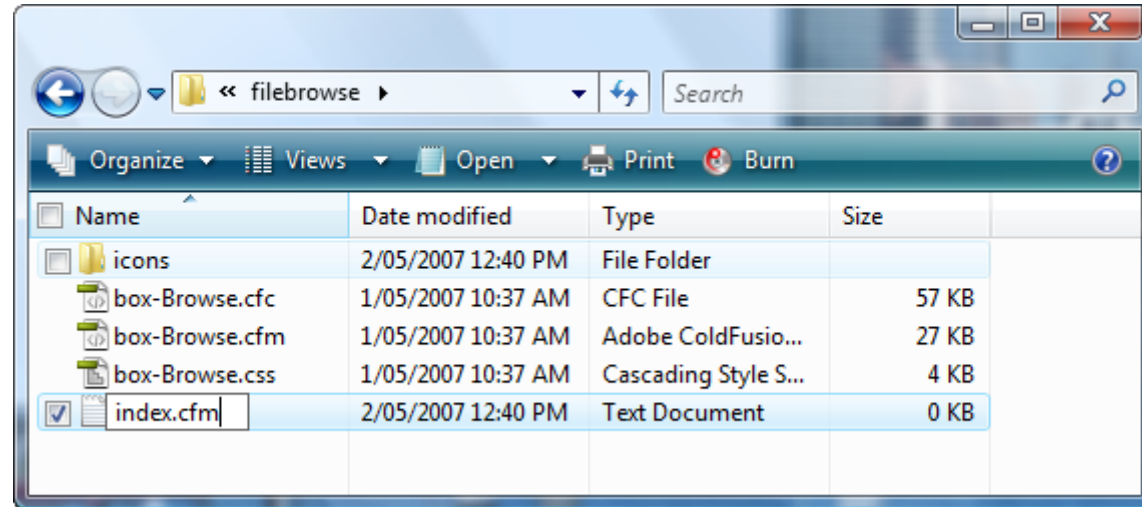 « filebrowse
Search
Organize Views Open Print Burn
Name Date modified Type Size
icons 2/05/2007 12:40 PM File Folder
box-Browse.cfc 1/05/2007 10:37 AM CFC File 57 KB
box-Browse.cfm 1/05/2007 10:37 AM Adobe ColdFusio... 27 KB
box-Browse.css 1/05/2007 10:37 AM Cascading Style S... 4 KB
index.cfm 2/05/2007 12:40 PM Text Document 0 KB